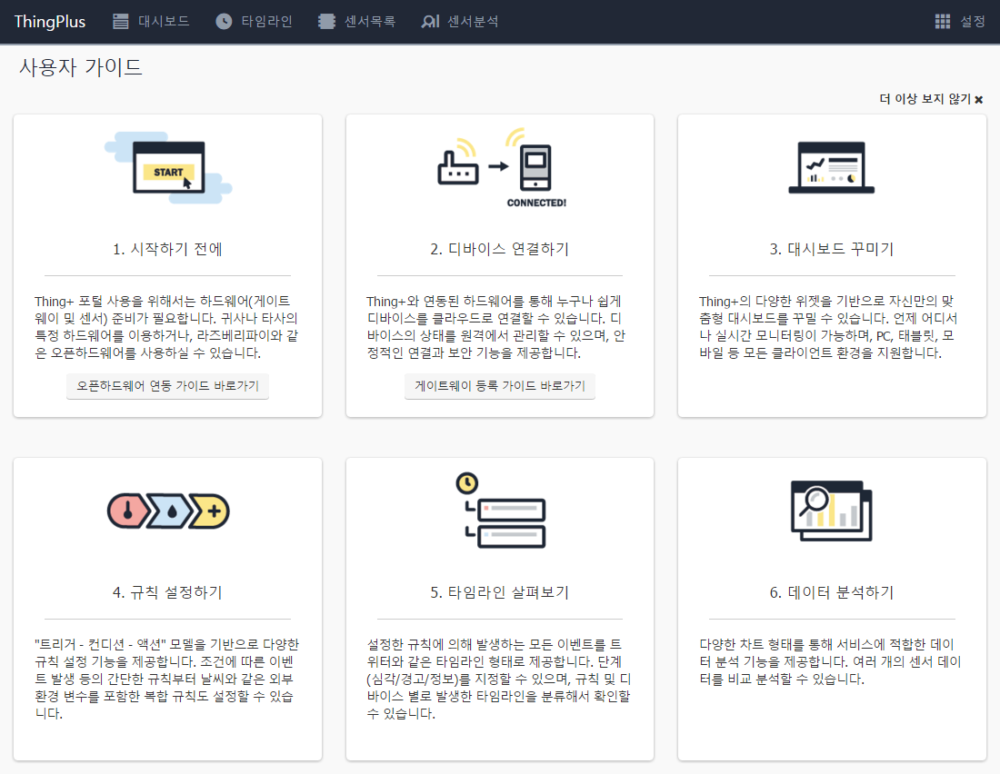 ThingPlus 대시보드 타임라인 센서목록 센서분석 설정
사용자 가이드
더 이상 보지 않기 ✖
START
1. 시작하기 전에
Thing+ 포털 사용을 위해서는 하드웨어(게이트
웨이 및 센서) 준비가 필요합니다. 귀사나 타사의
특정 하드웨어를 이용하거나, 라즈베리파이와 같
은 오픈하드웨어를 사용하실 수 있습니다.
오픈하드웨어 연동 가이드 바로가기
CONNECTED!
2. 디바이스 연결하기
Thing+와 연동된 하드웨어를 통해 누구나 쉽게
디바이스를 클라우드로 연결할 수 있습니다. 디
바이스의 상태를 원격에서 관리할 수 있으며, 안
정적인 연결과 보안 기능을 제공합니다.
게이트웨이 등록 가이드 바로가기
3. 대시보드 꾸미기
Thing+의 다양한 위젯을 기반으로 자신만의 맞
춤형 대시보드를 꾸밀 수 있습니다. 언제 어디서
나 실시간 모니터링이 가능하며, PC, 태블릿, 모
바일 등 모든 클라이언트 환경을 지원합니다.
4. 규칙 설정하기
"트리거 - 컨디션 - 액션" 모델을 기반으로 다양한
규칙 설정 기능을 제공합니다. 조건에 따른 이벤
트 발생 등의 간단한 규칙부터 날씨와 같은 외부
환경 변수를 포함한 복합 규칙도 설정할 수 있습
니다.
5. 타임라인 살펴보기
설정한 규칙에 의해 발생하는 모든 이벤트를 트
위터와 같은 타임라인 형태로 제공합니다. 단계
(심각/경고/정보)를 지정할 수 있으며, 규칙 및 디
바이스 별로 발생한 타임라인을 분류해서 확인할
수 있습니다.
6. 데이터 분석하기
다양한 차트 형태를 통해 서비스에 적합한 데이
터 분석 기능을 제공합니다. 여러 개의 센서 데이
터를 비교 분석할 수 있습니다.